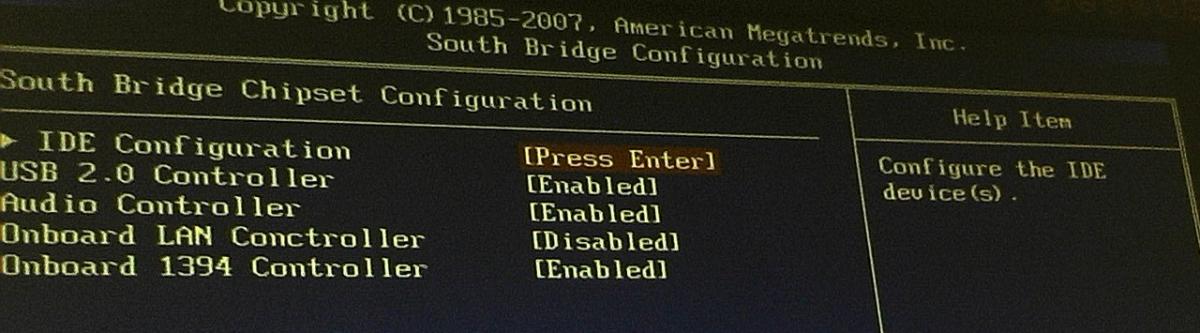 Copyright (C)1985-2007, American Megatrends, Inc.
South Bridge Configuration
South Bridge Chipset Configuration
Help Item
▶ IDE Configuration [Press Enter]
USB 2.0 Controller [Enabled]
Audio Controller [Enabled]
Onboard LAN Conctroller [Disabled]
Onboard 1394 Controller [Enabled]
Configure the IDE
device(s).